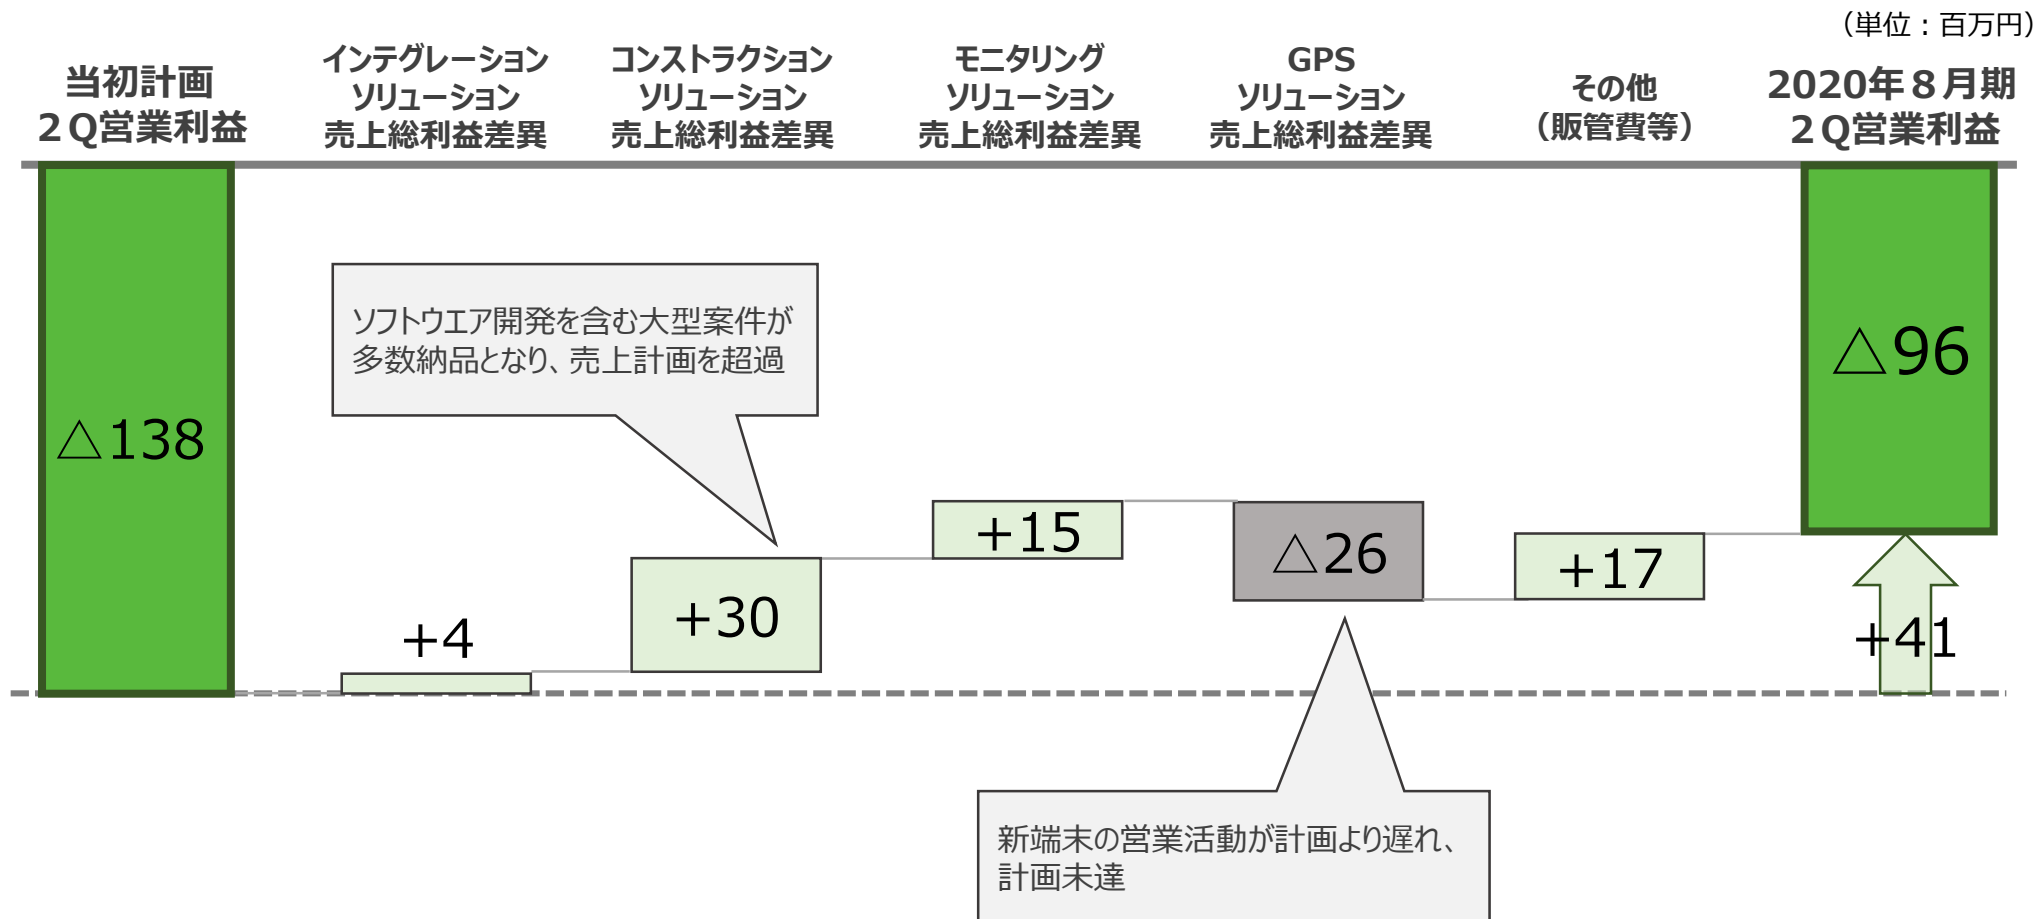 （単位：百万円）
当初計画
２Q営業利益
インテグレーション
ソリューション
売上総利益差異
コンストラクション
ソリューション
売上総利益差異
モニタリング
ソリューション
売上総利益差異
GPS
ソリューション
売上総利益差異
その他
（販管費等）
2020年８月期
２Q営業利益
ソフトウエア開発を含む大型案件が
多数納品となり、売上計画を超過
△138
+4
+30
+15
△26
+17
△96
+41
新端末の営業活動が計画より遅れ、
計画未達